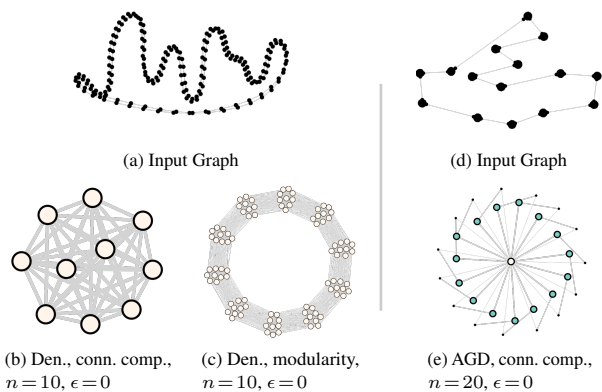 (a) Input Graph
(d) Input Graph
(b) Den., conn. comp.,
n=10, ϵ=0
(c) Den., modularity,
n=10, ϵ=0
(e) AGD, conn. comp.,
n=20, ϵ=0